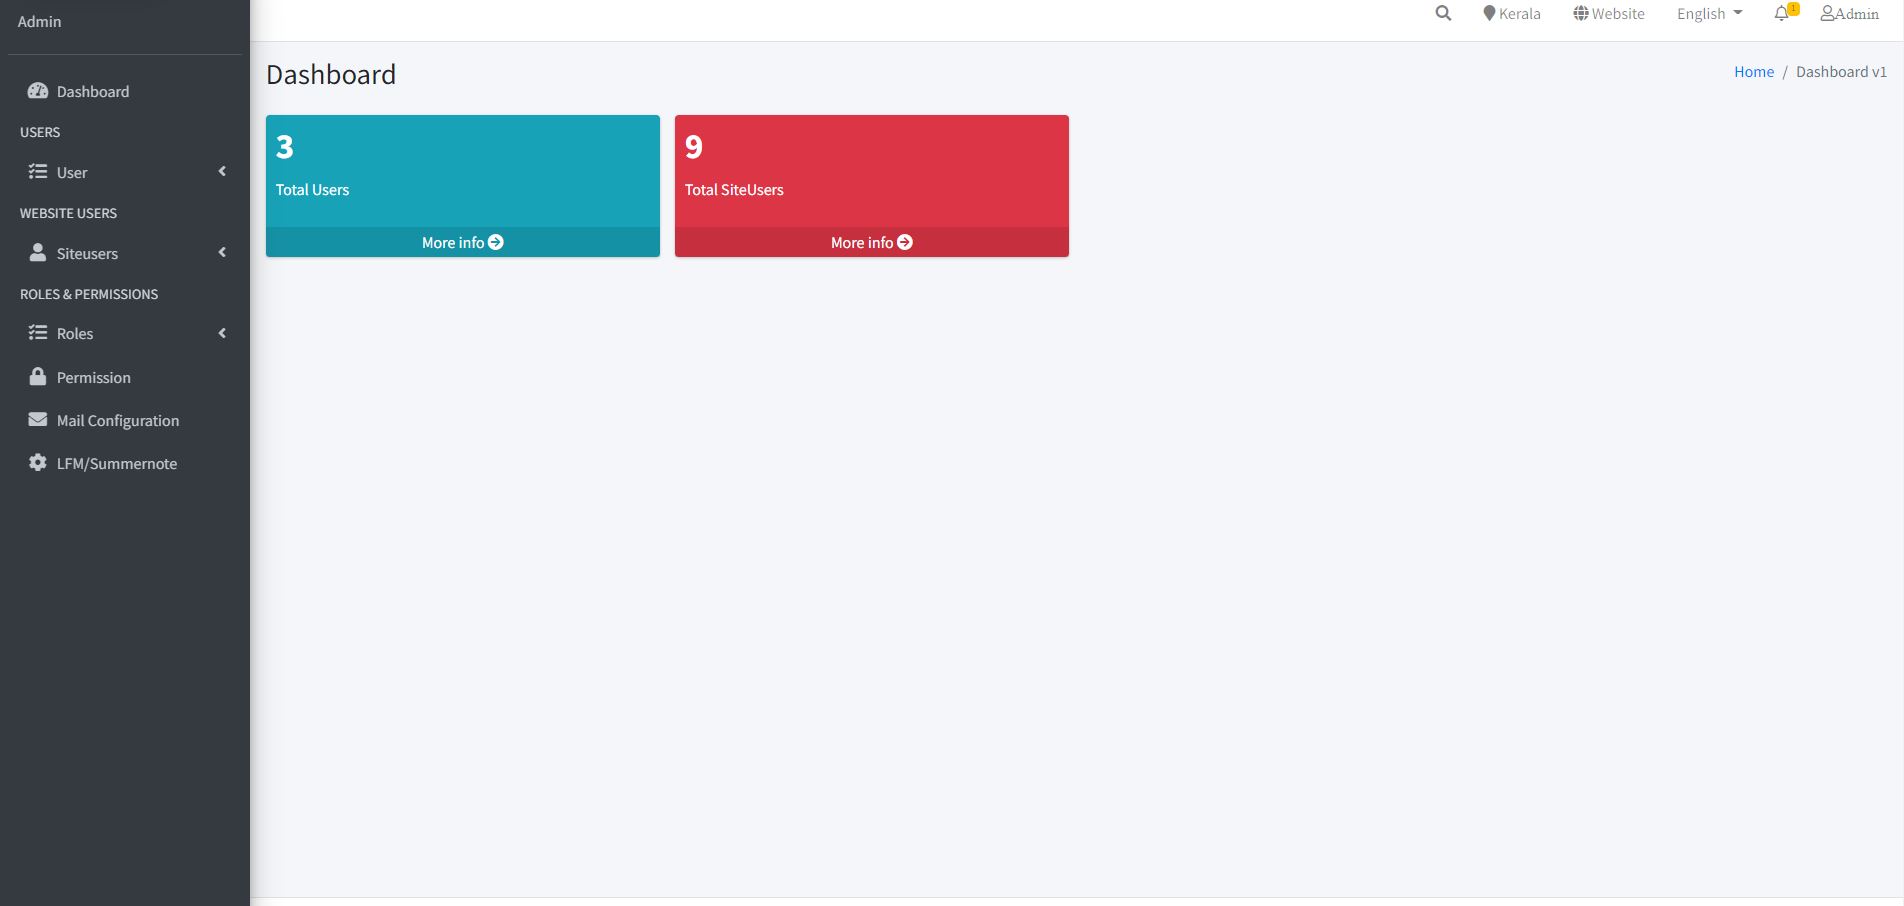 Admin
Kerala
Website
English
1
Admin
Dashboard
Home / Dashboard v1
Dashboard
USERS
User
WEBSITE USERS
Siteusers
ROLES & PERMISSIONS
Roles
Permission
Mail Configuration
LFM/Summernote
3
Total Users
More info
9
Total SiteUsers
More info